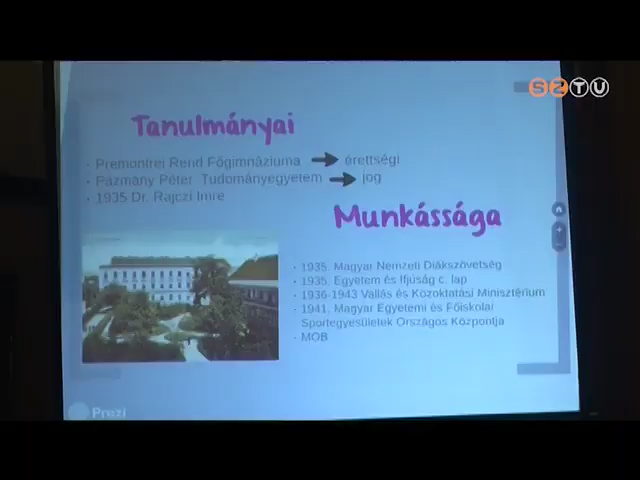 SZTV
Tanulmányai
- Premontrei Rend Főgimnáziuma → érettségi
- Pázmány Péter Tudományegyetem → jog
- 1935 Dr. Rajczi Imre
Munkássága
- 1935. Magyar Nemzeti Diákszövetség
- 1935. Egyetem és Ifjúság c. lap
- 1936-1943 Vallás és Közoktatási Minisztérium
- 1941. Magyar Egyetemi és Főiskolai
Sportegyesületek Országos Központja
- MOB
Prezi